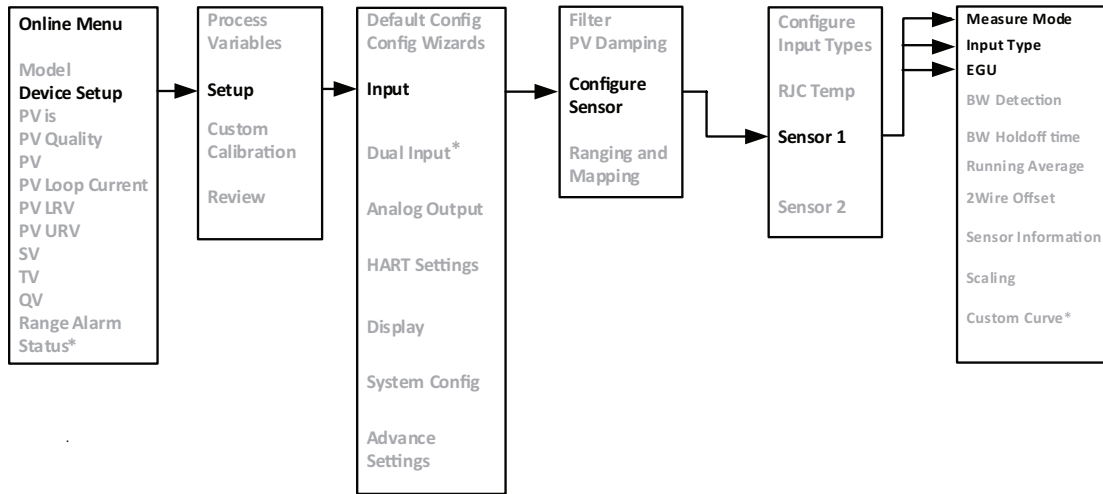 Online Menu
Model
Device Setup
PV is
PV Quality
PV
PV Loop Current
PV LRV
PV URV
SV
TV
QV
Range Alarm
Status*
Process
Variables
Setup
Custom
Calibration
Review
Default Config
Config Wizards
Input
Dual Input*
Analog Output
HART Settings
Display
System Config
Advance
Settings
Filter
PV Damping
Configure
Sensor
Ranging and
Mapping
Configure
Input Types
RJC Temp
Sensor 1
Sensor 2
Measure Mode
Input Type
EGU
BW Detection
BW Holdoff time
Running Average
2Wire Offset
Sensor Information
Scaling
Custom Curve*